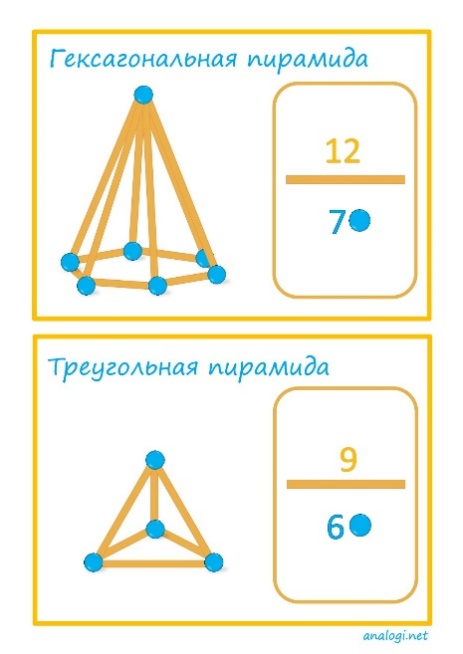 Гексагональная пирамида
12
7
Треугольная пирамида
9
6
analogi.net